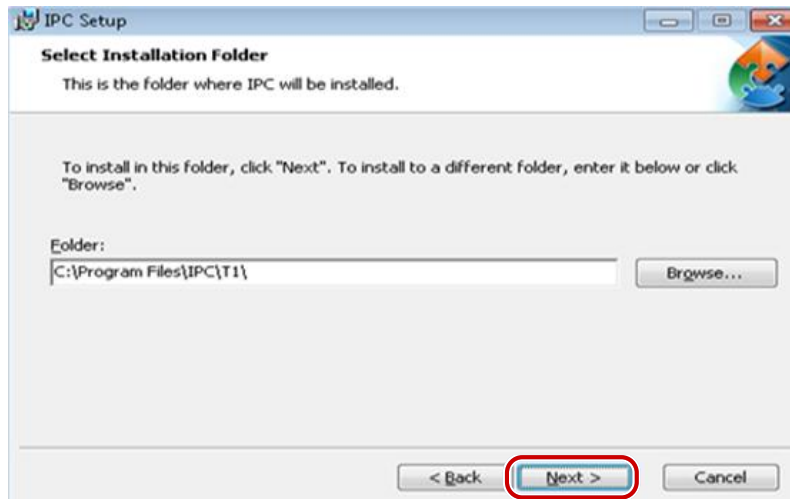 IPC Setup
Select Installation Folder
This is the folder where IPC will be installed.
To install in this folder, click "Next". To install to a different folder, enter it below or click
"Browse".
Folder:
C:\Program Files\IPC\T1\
Browse...
< Back
Next >
Cancel